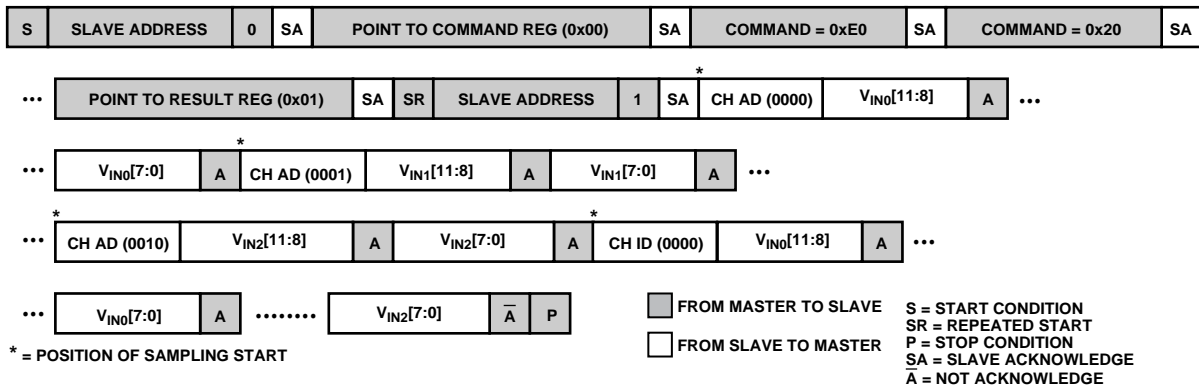 S SLAVE ADDRESS 0 SA POINT TO COMMAND REG (0x00) SA COMMAND = 0xE0 SA COMMAND = 0x20 SA
*
••• POINT TO RESULT REG (0x01) SA SR SLAVE ADDRESS 1 SA CH AD (0000) VIN0[11:8] A •••
*
••• VIN0[7:0] A CH AD (0001) VIN1[11:8] A VIN1[7:0] A •••
* *
••• CH AD (0010) VIN2[11:8] A VIN2[7:0] A CH ID (0000) VIN0[11:8] A •••
••• VIN0[7:0] A •••••••• VIN2[7:0] A̅ P
* = POSITION OF SAMPLING START
FROM MASTER TO SLAVE
FROM SLAVE TO MASTER
S = START CONDITION
SR = REPEATED START
P = STOP CONDITION
SA = SLAVE ACKNOWLEDGE
A̅ = NOT ACKNOWLEDGE